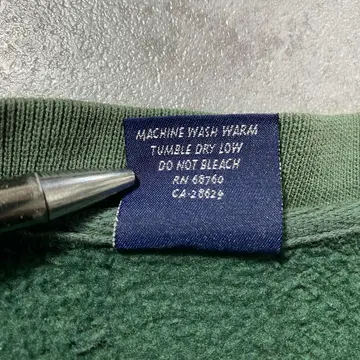 MACHINE WASH WARM
TUMBLE DRY LOW
DO NOT BLEACH
RN 68760
CA-28629